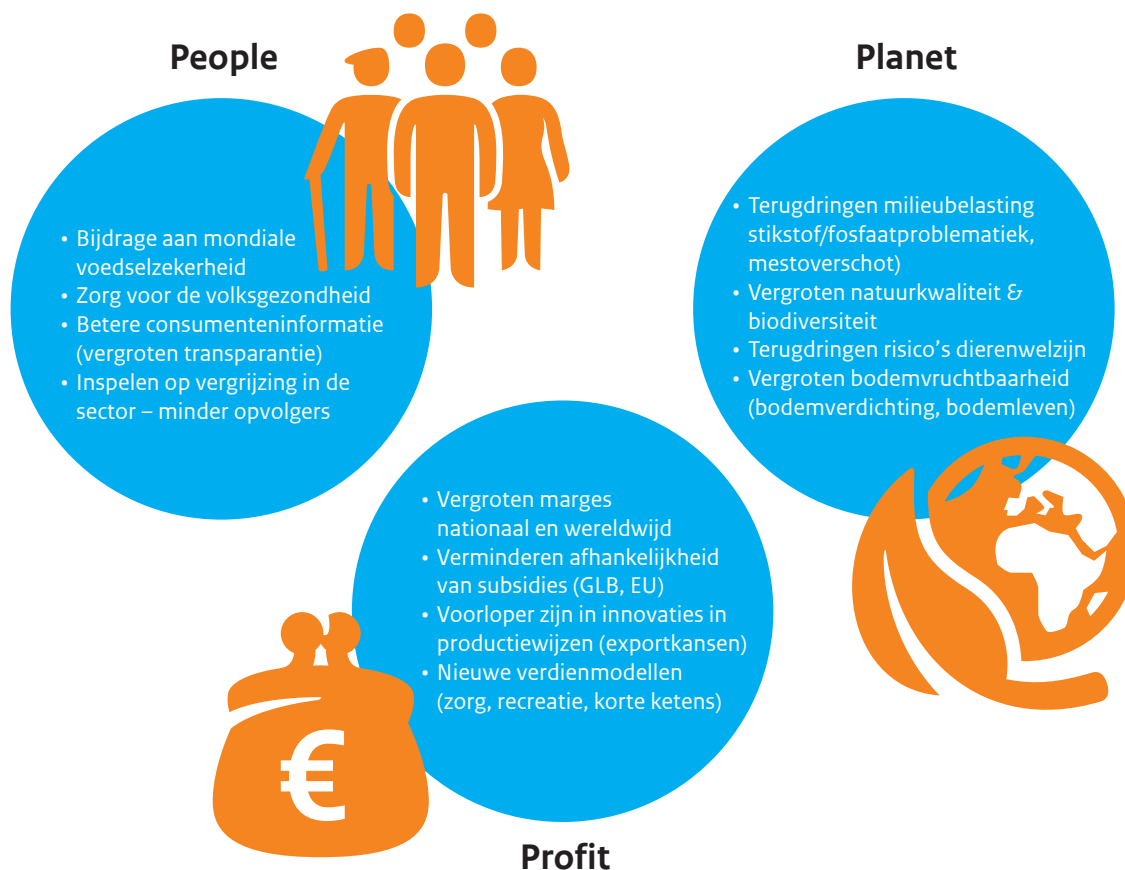 People
• Bijdrage aan mondiale
voedselzekerheid
• Zorg voor de volksgezondheid
• Betere consumenteninformatie
(vergroten transparantie)
• Inspelen op vergrijzing in de
sector – minder opvolgers
Planet
• Terugdringen milieubelasting
stikstof/fosfaatproblematiek,
mestoverschot)
• Vergroten natuurkwaliteit &
biodiversiteit
• Terugdringen risico's dierenwelzijn
• Vergroten bodemvruchtbaarheid
(bodemverdichting, bodemleven)
• Vergroten marges
nationaal en wereldwijd
• Verminderen afhankelijkheid
van subsidies (GLB, EU)
• Voorloper zijn in innovaties in
productiewijzen (exportkansen)
• Nieuwe verdienmodellen
(zorg, recreatie, korte ketens)
€
Profit